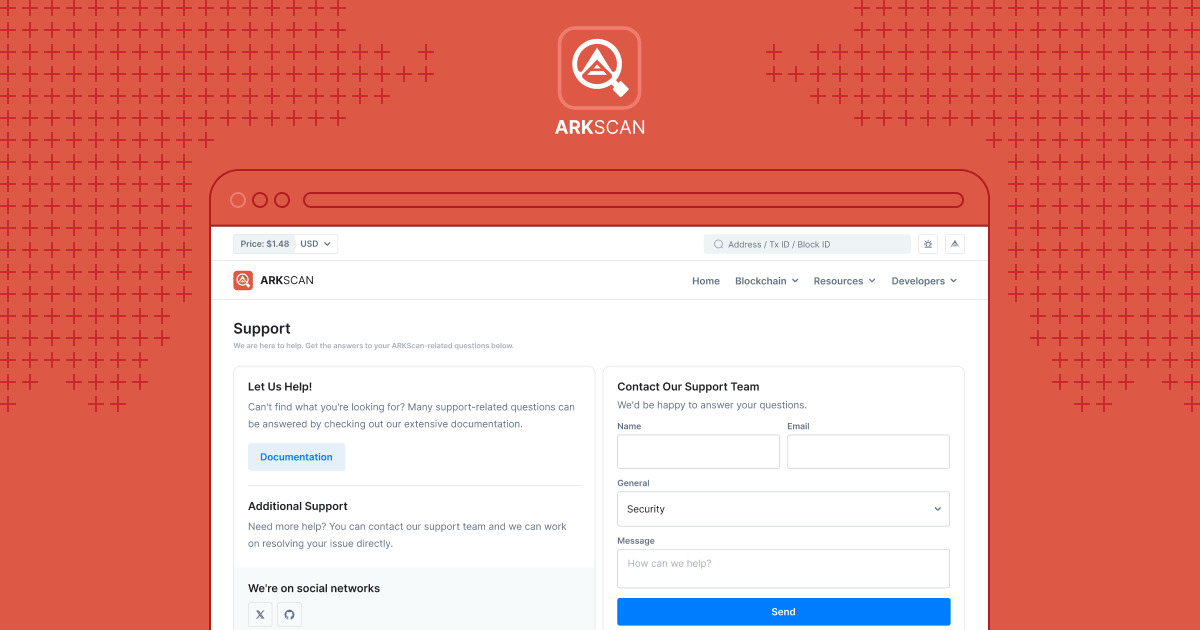 ARKSCAN
Price: $1.48 USD
Address / Tx ID / Block ID
ARKSCAN
Home Blockchain Resources Developers
Support
We are here to help. Get the answers to your ARKScan-related questions below.
Let Us Help!
Can't find what you're looking for? Many support-related questions can
be answered by checking out our extensive documentation.
Documentation
Additional Support
Need more help? You can contact our support team and we can work
on resolving your issue directly.
We're on social networks
Contact Our Support Team
We'd be happy to answer your questions.
Name Email
General
Security
Message
How can we help?
Send